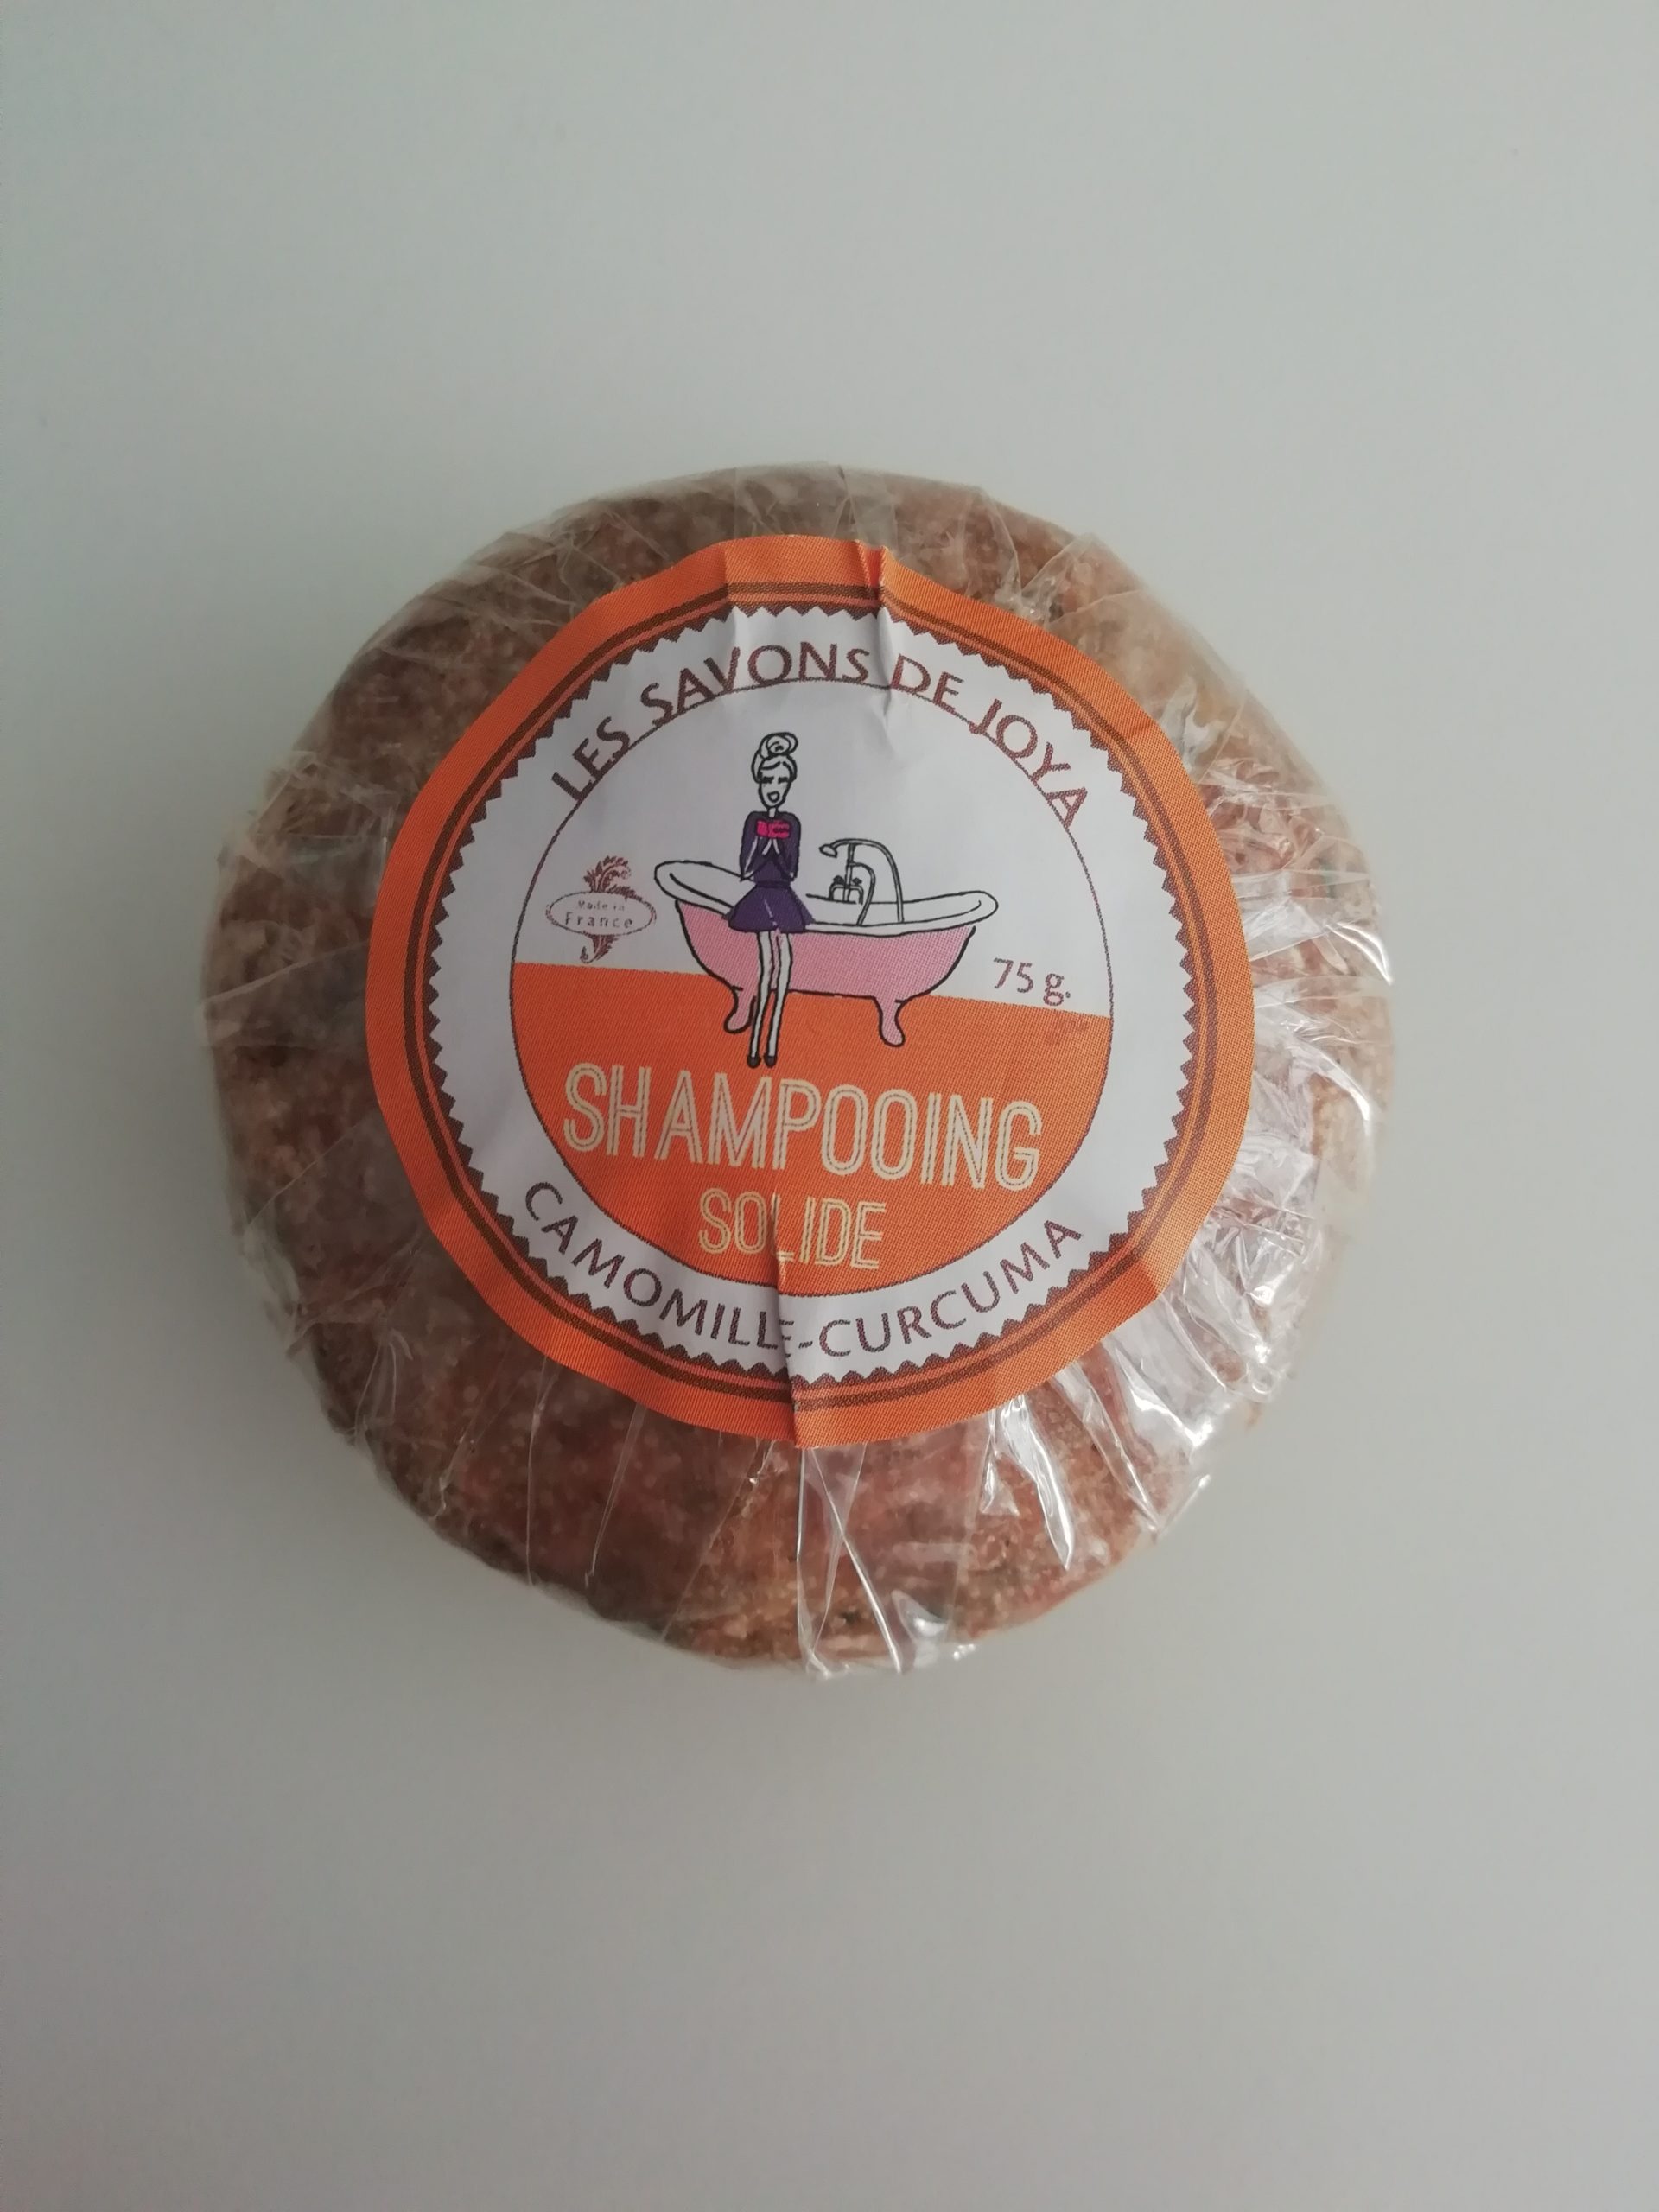 LES SAVONS DE JOYA
Made in
France
75 g.
SHAMPOOING
SOLIDE
CAMOMILLE-CURCUMA